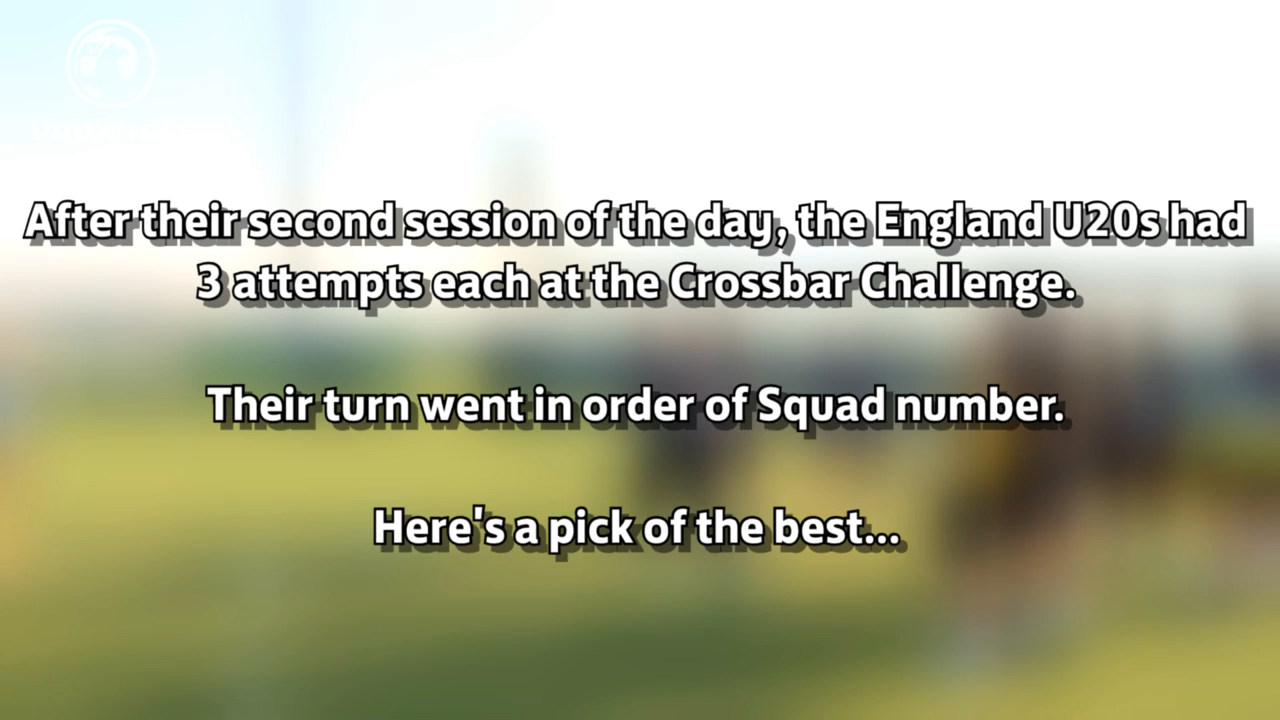 After their second session of the day, the England U20s had
3 attempts each at the Crossbar Challenge.
Their turn went in order of Squad number.
Here's a pick of the best...